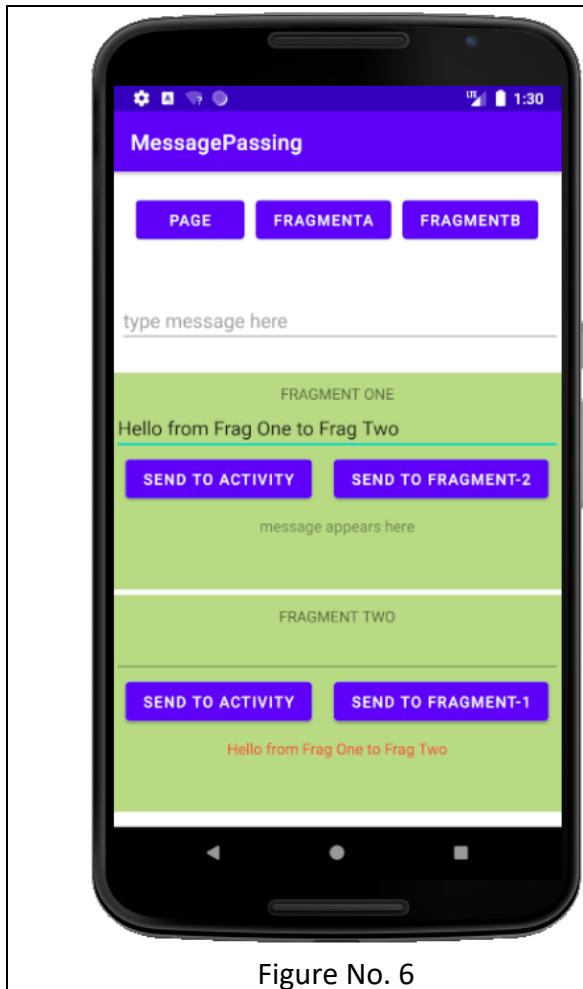 LTE 1:30
MessagePassing
PAGE FRAGMENTA FRAGMENTB
type message here
FRAGMENT ONE
Hello from Frag One to Frag Two
SEND TO ACTIVITY SEND TO FRAGMENT-2
message appears here
FRAGMENT TWO
SEND TO ACTIVITY SEND TO FRAGMENT-1
Hello from Frag One to Frag Two
Figure No. 6